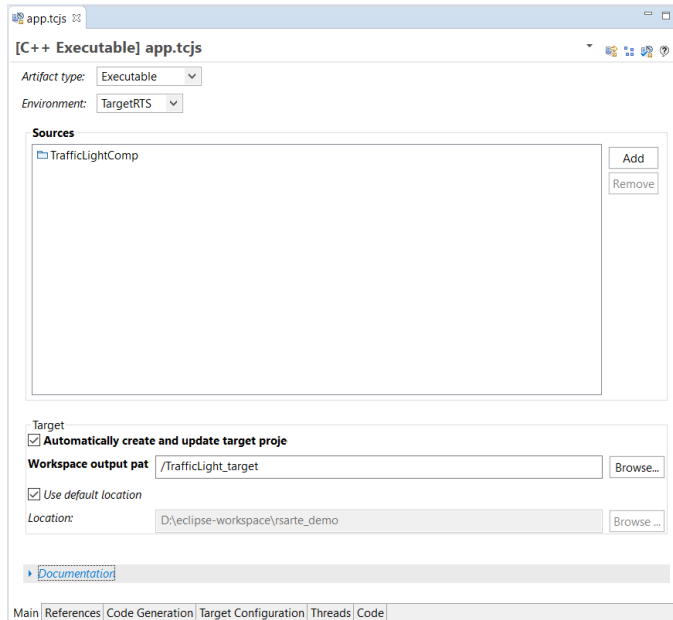 app.tcjs
[C++ Executable] app.tcjs
Artifact type: Executable
Environment: TargetRTS
Sources
TrafficLightComp
Add
Remove
Target
Automatically create and update target proje
Workspace output pat /TrafficLight_target Browse...
Use default location
Location: D:\eclipse-workspace\rsarte_demo Browse ...
Documentation
Main References Code Generation Target Configuration Threads Code